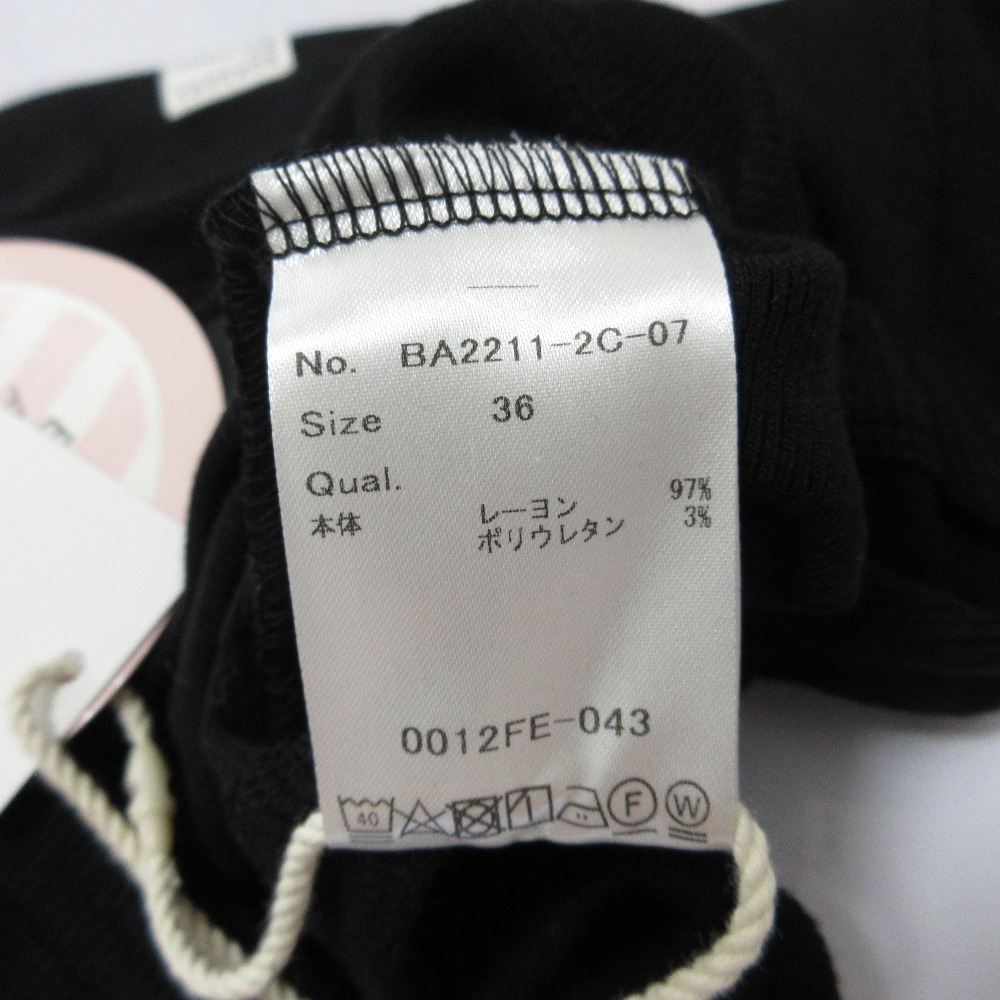 No. BA2211-2C-07
Size 36
Qual.
本体 レーヨン 97%
ポリウレタン 3%
0012FE-043
40 F W